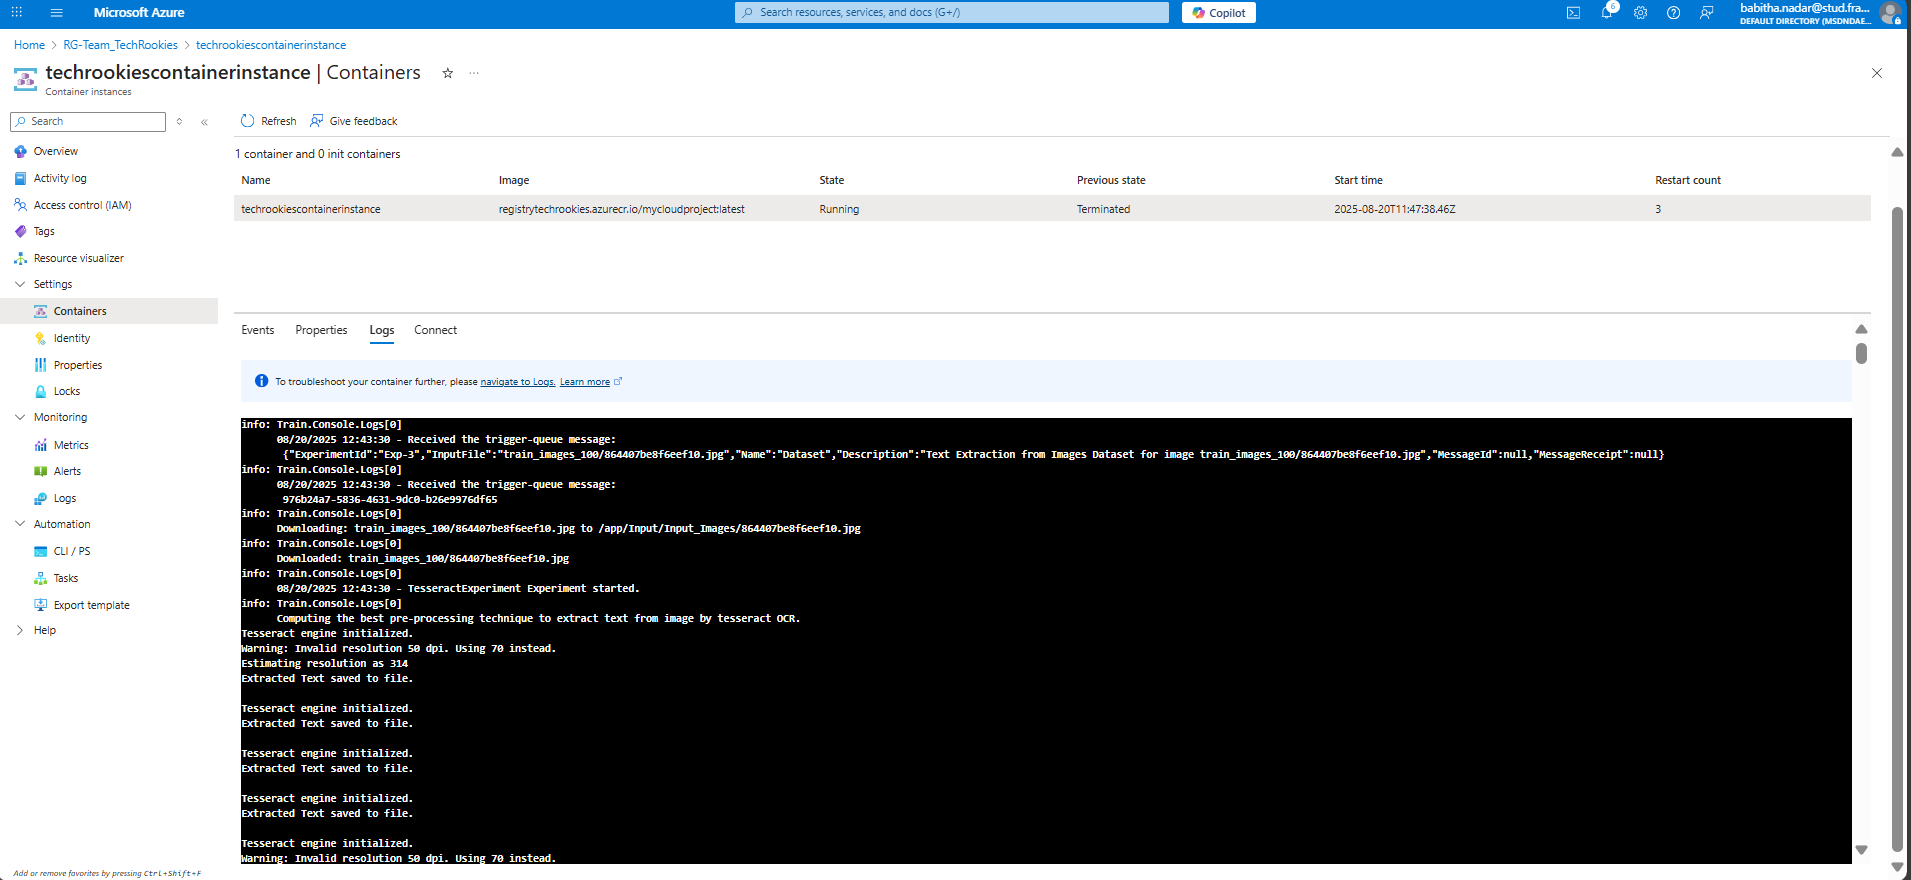 Microsoft Azure
Search resources, services, and docs (G+/)
Copilot
6
babitha.nadar@stud.fra...
DEFAULT DIRECTORY (MSDNDAE...
Home > RG-Team_TechRookies > techrookiescontainerinstance
techrookiescontainerinstance | Containers
Container instances
Search
Refresh
Give feedback
Overview
Activity log
Access control (IAM)
Tags
Resource visualizer
Settings
Containers
Identity
Properties
Locks
Monitoring
Metrics
Alerts
Logs
Automation
CLI / PS
Tasks
Export template
Help
Add or remove favorites by pressing Ctrl+Shift+F
1 container and 0 init containers
Name Image State Previous state Start time Restart count
techrookiescontainerinstance registrytechrookies.azurecr.io/mycloudproject:latest Running Terminated 2025-08-20T11:47:38.46Z 3
Events Properties Logs Connect
To troubleshoot your container further, please navigate to Logs. Learn more
info: Train.Console.Logs[0]
08/20/2025 12:43:30 - Received the trigger-queue message:
{"ExperimentId":"Exp-3","InputFile":"train_images_100/864407be8f6eef10.jpg","Name":"Dataset","Description":"Text Extraction from Images Dataset for image train_images_100/864407be8f6eef10.jpg","MessageId":null,"MessageReceipt":null}
info: Train.Console.Logs[0]
08/20/2025 12:43:30 - Received the trigger-queue message:
976b24a7-5836-4631-9dc0-b26e9976df65
info: Train.Console.Logs[0]
Downloading: train_images_100/864407be8f6eef10.jpg to /app/Input/Input_Images/864407be8f6eef10.jpg
info: Train.Console.Logs[0]
Downloaded: train_images_100/864407be8f6eef10.jpg
info: Train.Console.Logs[0]
08/20/2025 12:43:30 - TesseractExperiment Experiment started.
info: Train.Console.Logs[0]
Computing the best pre-processing technique to extract text from image by tesseract OCR.
Tesseract engine initialized.
Warning: Invalid resolution 50 dpi. Using 70 instead.
Estimating resolution as 314
Extracted Text saved to file.
Tesseract engine initialized.
Extracted Text saved to file.
Tesseract engine initialized.
Extracted Text saved to file.
Tesseract engine initialized.
Extracted Text saved to file.
Tesseract engine initialized.
Warning: Invalid resolution 50 dpi. Using 70 instead.